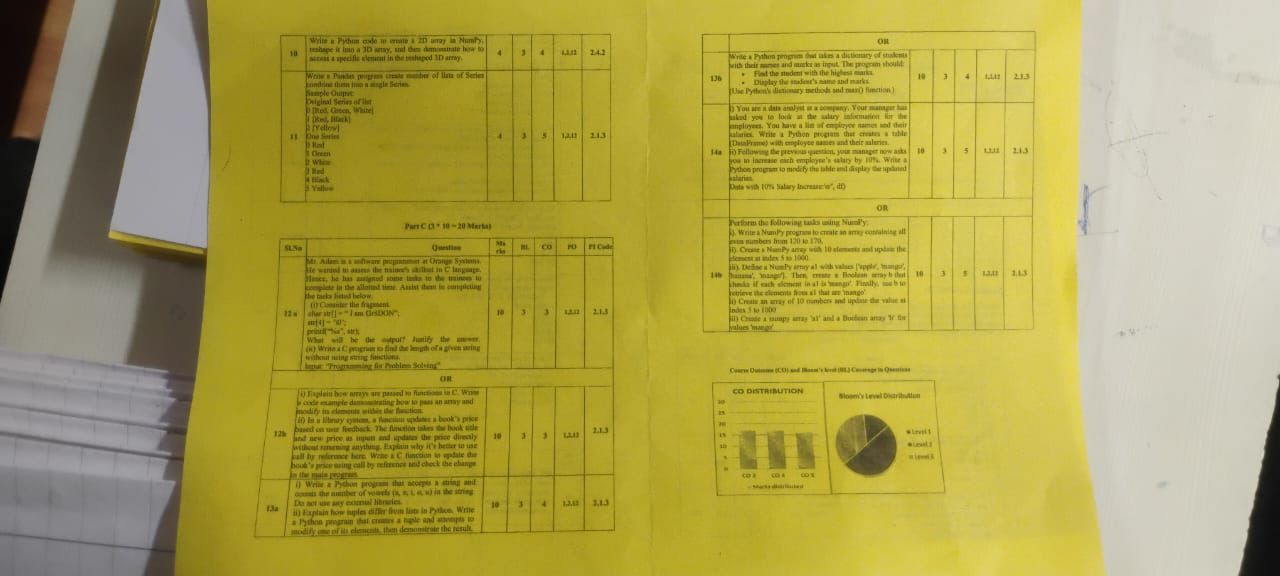 10 Write a Python code to create a 2D array in NumPy, 4 3 4 1,2,12 2.4.2
reshape it into a 3D array, and then demonstrate how to
access a specific element in the reshaped 3D array.
Write a Pandas program create number of lists of Series
combine them into a single Series.
Sample Output:
Original Series of list
0 [Red, Green, White]
1 [Red, Black]
2 [Yellow]
11 One Series 4 3 5 1,2,12 2.1.3
0 Red
1 Green
2 White
3 Red
4 Black
5 Yellow
Part C (3 * 10 = 20 Marks)
Sl.No Question Ma rks BL CO PO PI Code
Mr. Adam is a software programmer at Orange Systems.
He wanted to assess the trainee's skillset in C language.
Hence, he has assigned some tasks to the trainees to
complete in the allotted time. Assist them in completing
the tasks listed below.
(i) Consider the fragment.
12 a char str[] = "I am GrSDON"; 10 3 3 1,2,12 2.1.3
str[4] = '\0';
printf("%s", str);
What will be the output? Justify the answer.
(ii) Write a C program to find the length of a given string
without using string functions.
Input: "Programming for Problem Solving"
OR
i) Explain how arrays are passed to functions in C. Write
a code example demonstrating how to pass an array and
modify its elements within the function.
ii) In a library system, a function updates a book's price
based on user feedback. The function takes the book title
12b and new price as inputs and updates the price directly 10 3 3 1,2,12 2.1.3
without returning anything. Explain why it's better to use
call by reference here. Write a C function to update the
book's price using call by reference and check the change
in the main program.
i) Write a Python program that accepts a string and
counts the number of vowels (a, e, i, o, u) in the string
13a Do not use any external libraries. 10 3 4 1,2,12 2.1.3
ii) Explain how tuples differ from lists in Python. Write
a Python program that creates a tuple and attempts to
modify one of its elements, then demonstrate the result.
OR
Write a Python program that takes a dictionary of students
with their names and marks as input. The program should:
13b • Find the student with the highest marks. 10 3 4 1,2,12 2.1.3
• Display the student's name and marks.
(Use Python's dictionary methods and max() function.)
i) You are a data analyst at a company. Your manager has
asked you to look at the salary information for the
employees. You have a list of employee names and their
salaries. Write a Python program that creates a table
(DataFrame) with employee names and their salaries.
14a ii) Following the previous question, your manager now asks 10 3 5 1,2,12 2.1.3
you to increase each employee's salary by 10%. Write a
Python program to modify the table and display the updated
salaries.
Data with 10% Salary Increase:\n", df)
OR
Perform the following tasks using NumPy:
i). Write a NumPy program to create an array containing all
even numbers from 120 to 170.
ii). Create a NumPy array with 10 elements and update the
element at index 5 to 1000.
iii). Define a NumPy array a1 with values ['apple', 'mango',
14b 'banana', 'mango']. Then, create a Boolean array b that 10 3 5 1,2,12 2.1.3
checks if each element in a1 is 'mango'. Finally, use b to
retrieve the elements from a1 that are 'mango'
ii) Create an array of 10 numbers and update the value at
index 5 to 1000
iii) Create a numpy array 'a1' and a Boolean array 'b' for
values 'mango'
Course Outcome (CO) and Bloom's level (BL) Coverage in Questions
CO DISTRIBUTION
30
25
20
15
10
5
0
CO 3 CO 4 CO 5
Marks distributed
Bloom's Level Distribution
Level 1
Level 2
Level 3